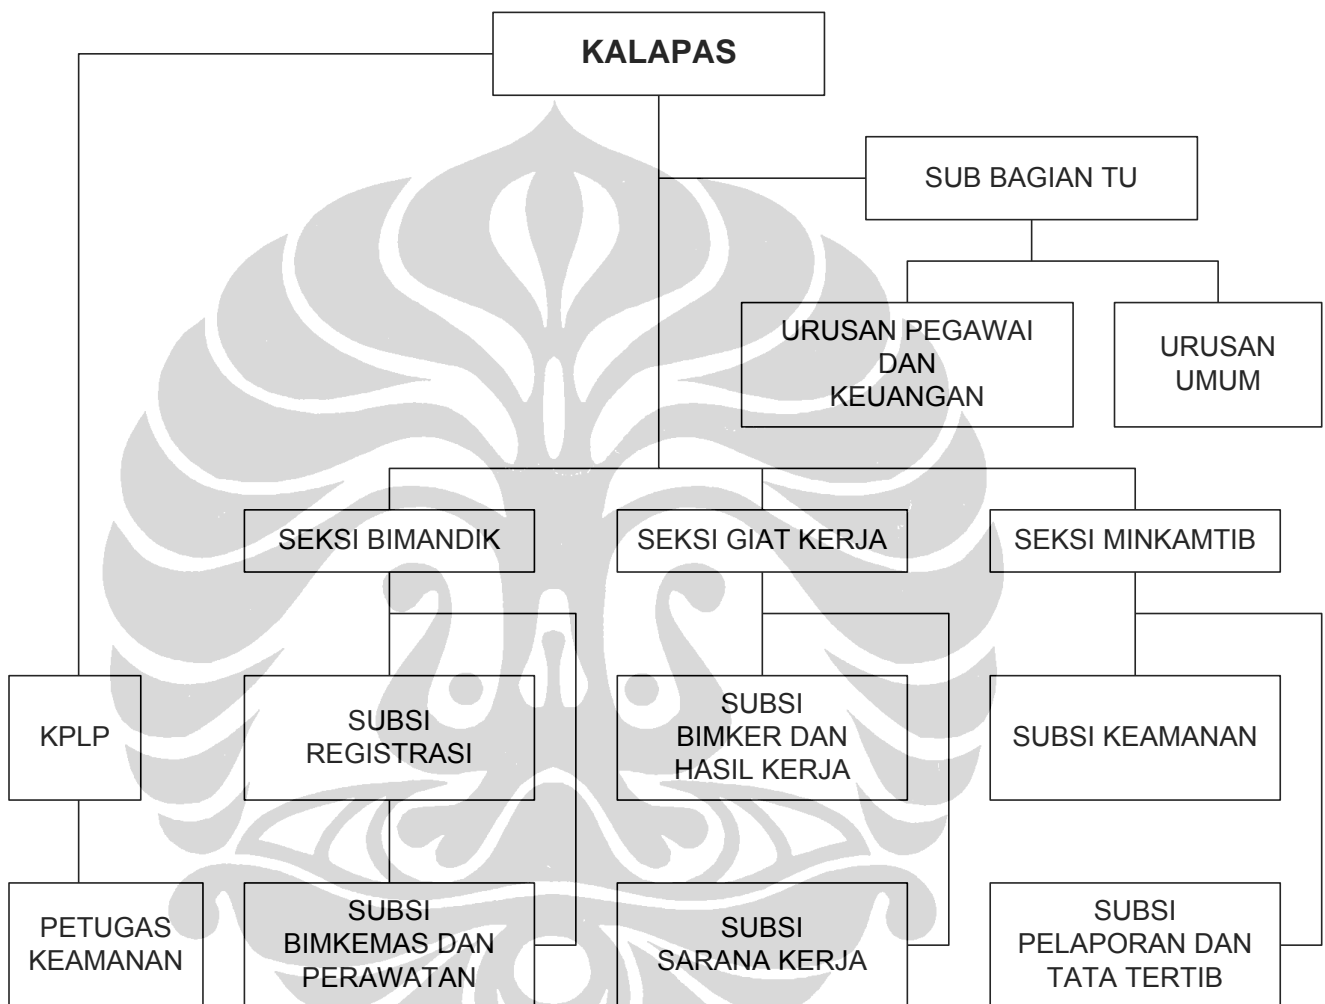 KALAPAS
SUB BAGIAN TU
URUSAN PEGAWAI
DAN
KEUANGAN
URUSAN
UMUM
SEKSI BIMANDIK
SEKSI GIAT KERJA
SEKSI MINKAMTIB
KPLP
SUBSI
REGISTRASI
SUBSI
BIMKER DAN
HASIL KERJA
SUBSI KEAMANAN
PETUGAS
KEAMANAN
SUBSI
BIMKEMAS DAN
PERAWATAN
SUBSI
SARANA KERJA
SUBSI
PELAPORAN DAN
TATA TERTIB